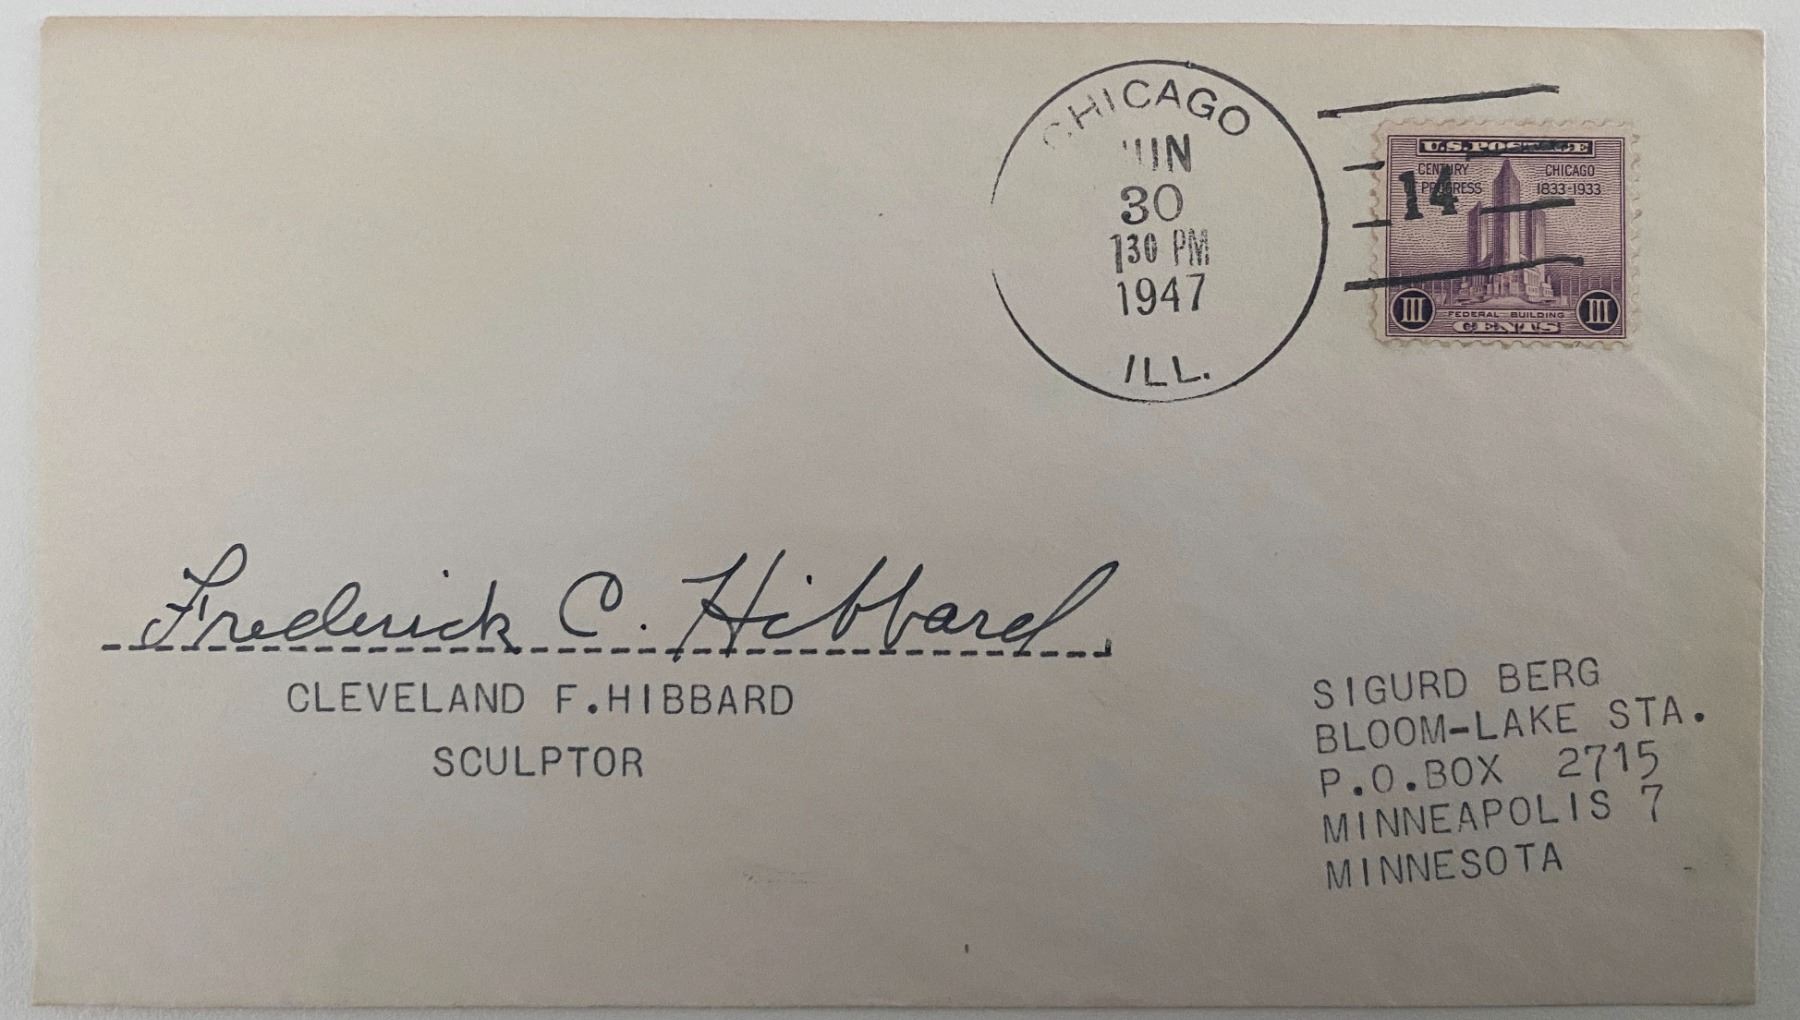 CHICAGO
JUN
30
130 PM
1947
ILL.
14
U.S. POSTAGE
CENTURY OF PROGRESS
CHICAGO 1833-1933
III
FEDERAL BUILDING
III
CENTS
Frederick C. Hibbard
CLEVELAND F.HIBBARD
SCULPTOR
SIGURD BERG
BLOOM-LAKE STA.
P.O.BOX 2715
MINNEAPOLIS 7
MINNESOTA